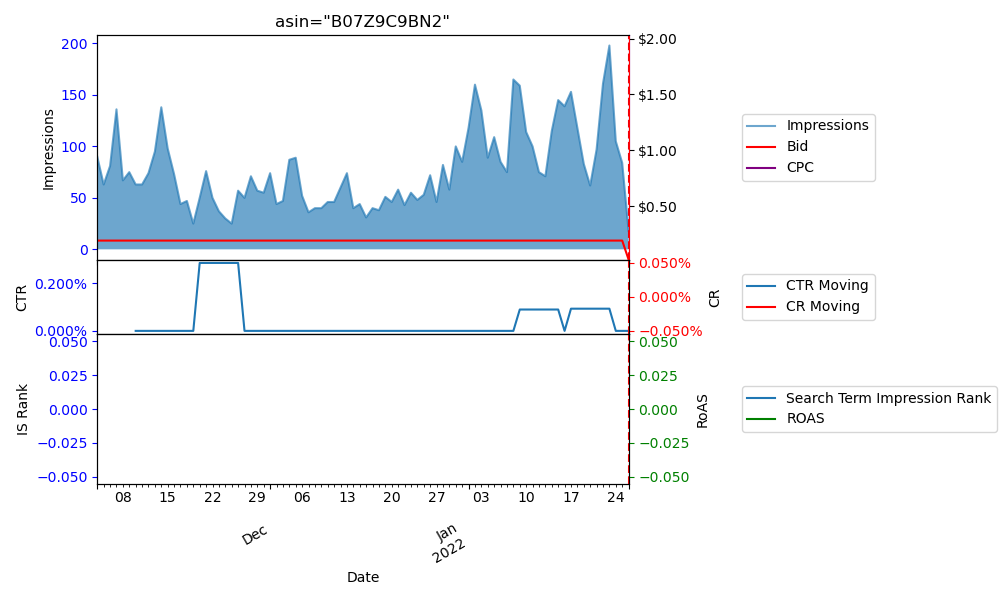 asin="B07Z9C9BN2"
200
150
100
50
0
Impressions
$2.00
$1.50
$1.00
$0.50
Impressions
Bid
CPC
0.200%
0.000%
CTR
0.050%
0.000%
−0.050%
CR
CTR Moving
CR Moving
0.050
0.025
0.000
−0.025
−0.050
IS Rank
0.050
0.025
0.000
−0.025
−0.050
RoAS
Search Term Impression Rank
ROAS
08 15 22 29 06 13 20 27 03 10 17 24
Dec
Jan
2022
Date